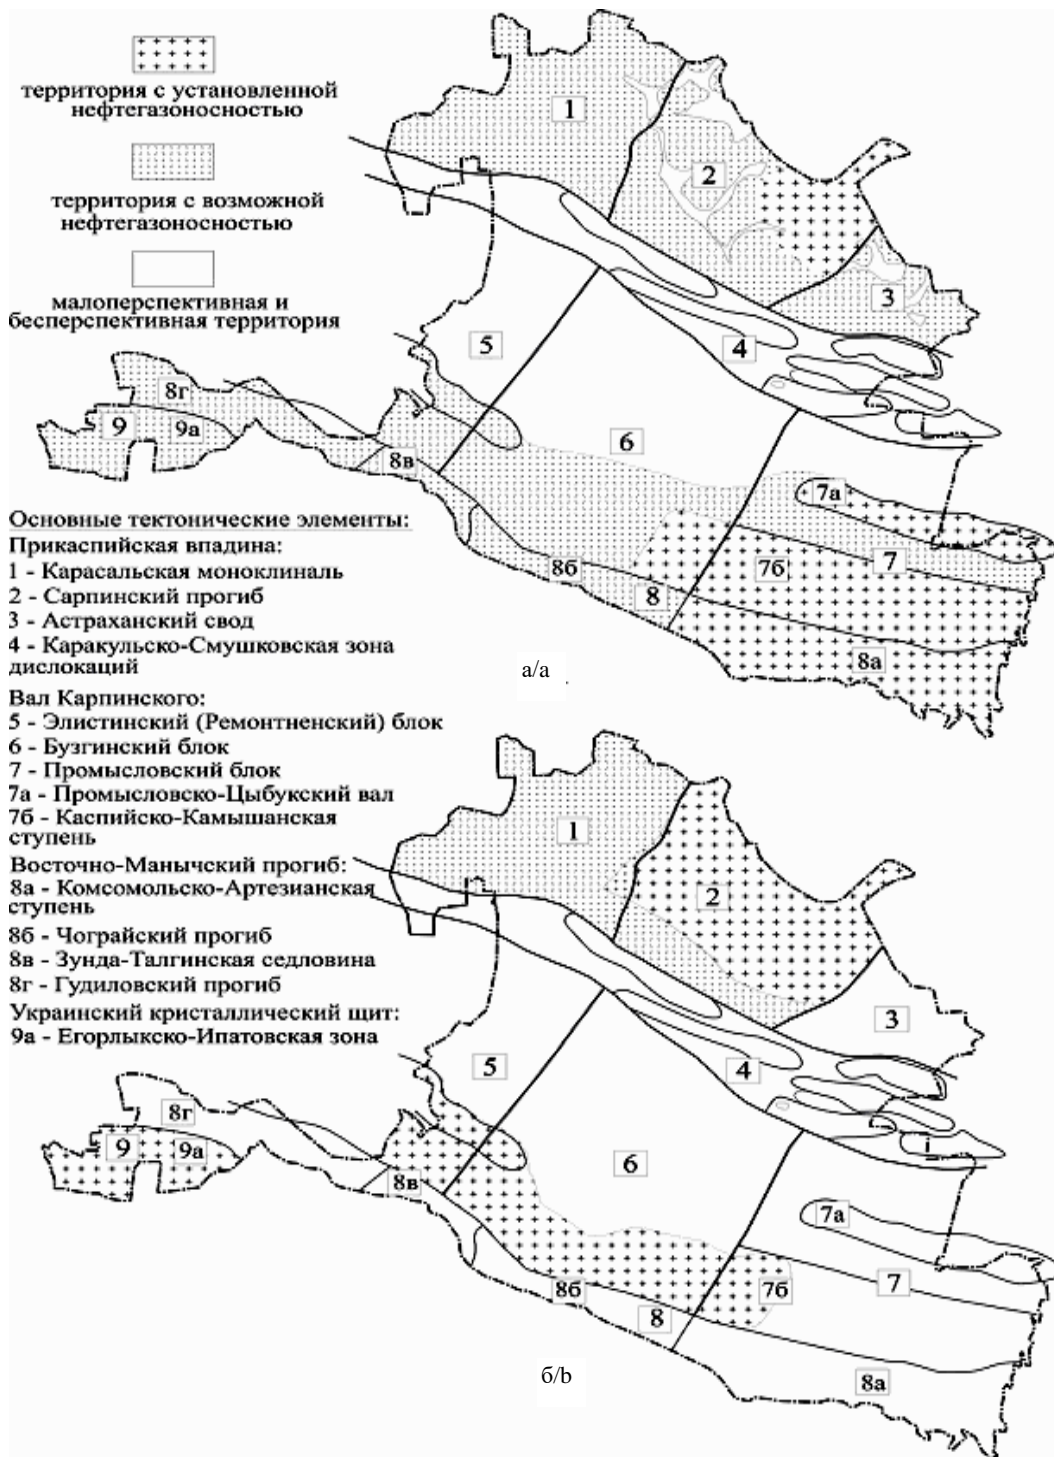 территория с установленной
нефтегазоносностью
территория с возможной
нефтегазоносностью
малоперспективная и
бесперспективная территория
1
2
3
4
5
6
7а
7
7б
8б
8
8а
8в
8г
9
9а
а/а
Основные тектонические элементы:
Прикаспийская впадина:
1 - Карасальская моноклиналь
2 - Сарпинский прогиб
3 - Астраханский свод
4 - Каракульско-Смушковская зона
дислокаций
Вал Карпинского:
5 - Элистинский (Ремонтненский) блок
6 - Бузгинский блок
7 - Промысловский блок
7а - Промысловско-Цыбукский вал
7б - Каспийско-Камышанская
ступень
Восточно-Манычский прогиб:
8а - Комсомольско-Артезианская
ступень
8б - Чограйский прогиб
8в - Зунда-Талгинская седловина
8г - Гудиловский прогиб
Украинский кристаллический щит:
9а - Егорлыкско-Ипатовская зона
1
2
3
4
5
6
7а
7
7б
8б
8
8а
8в
8г
9
9а
б/b